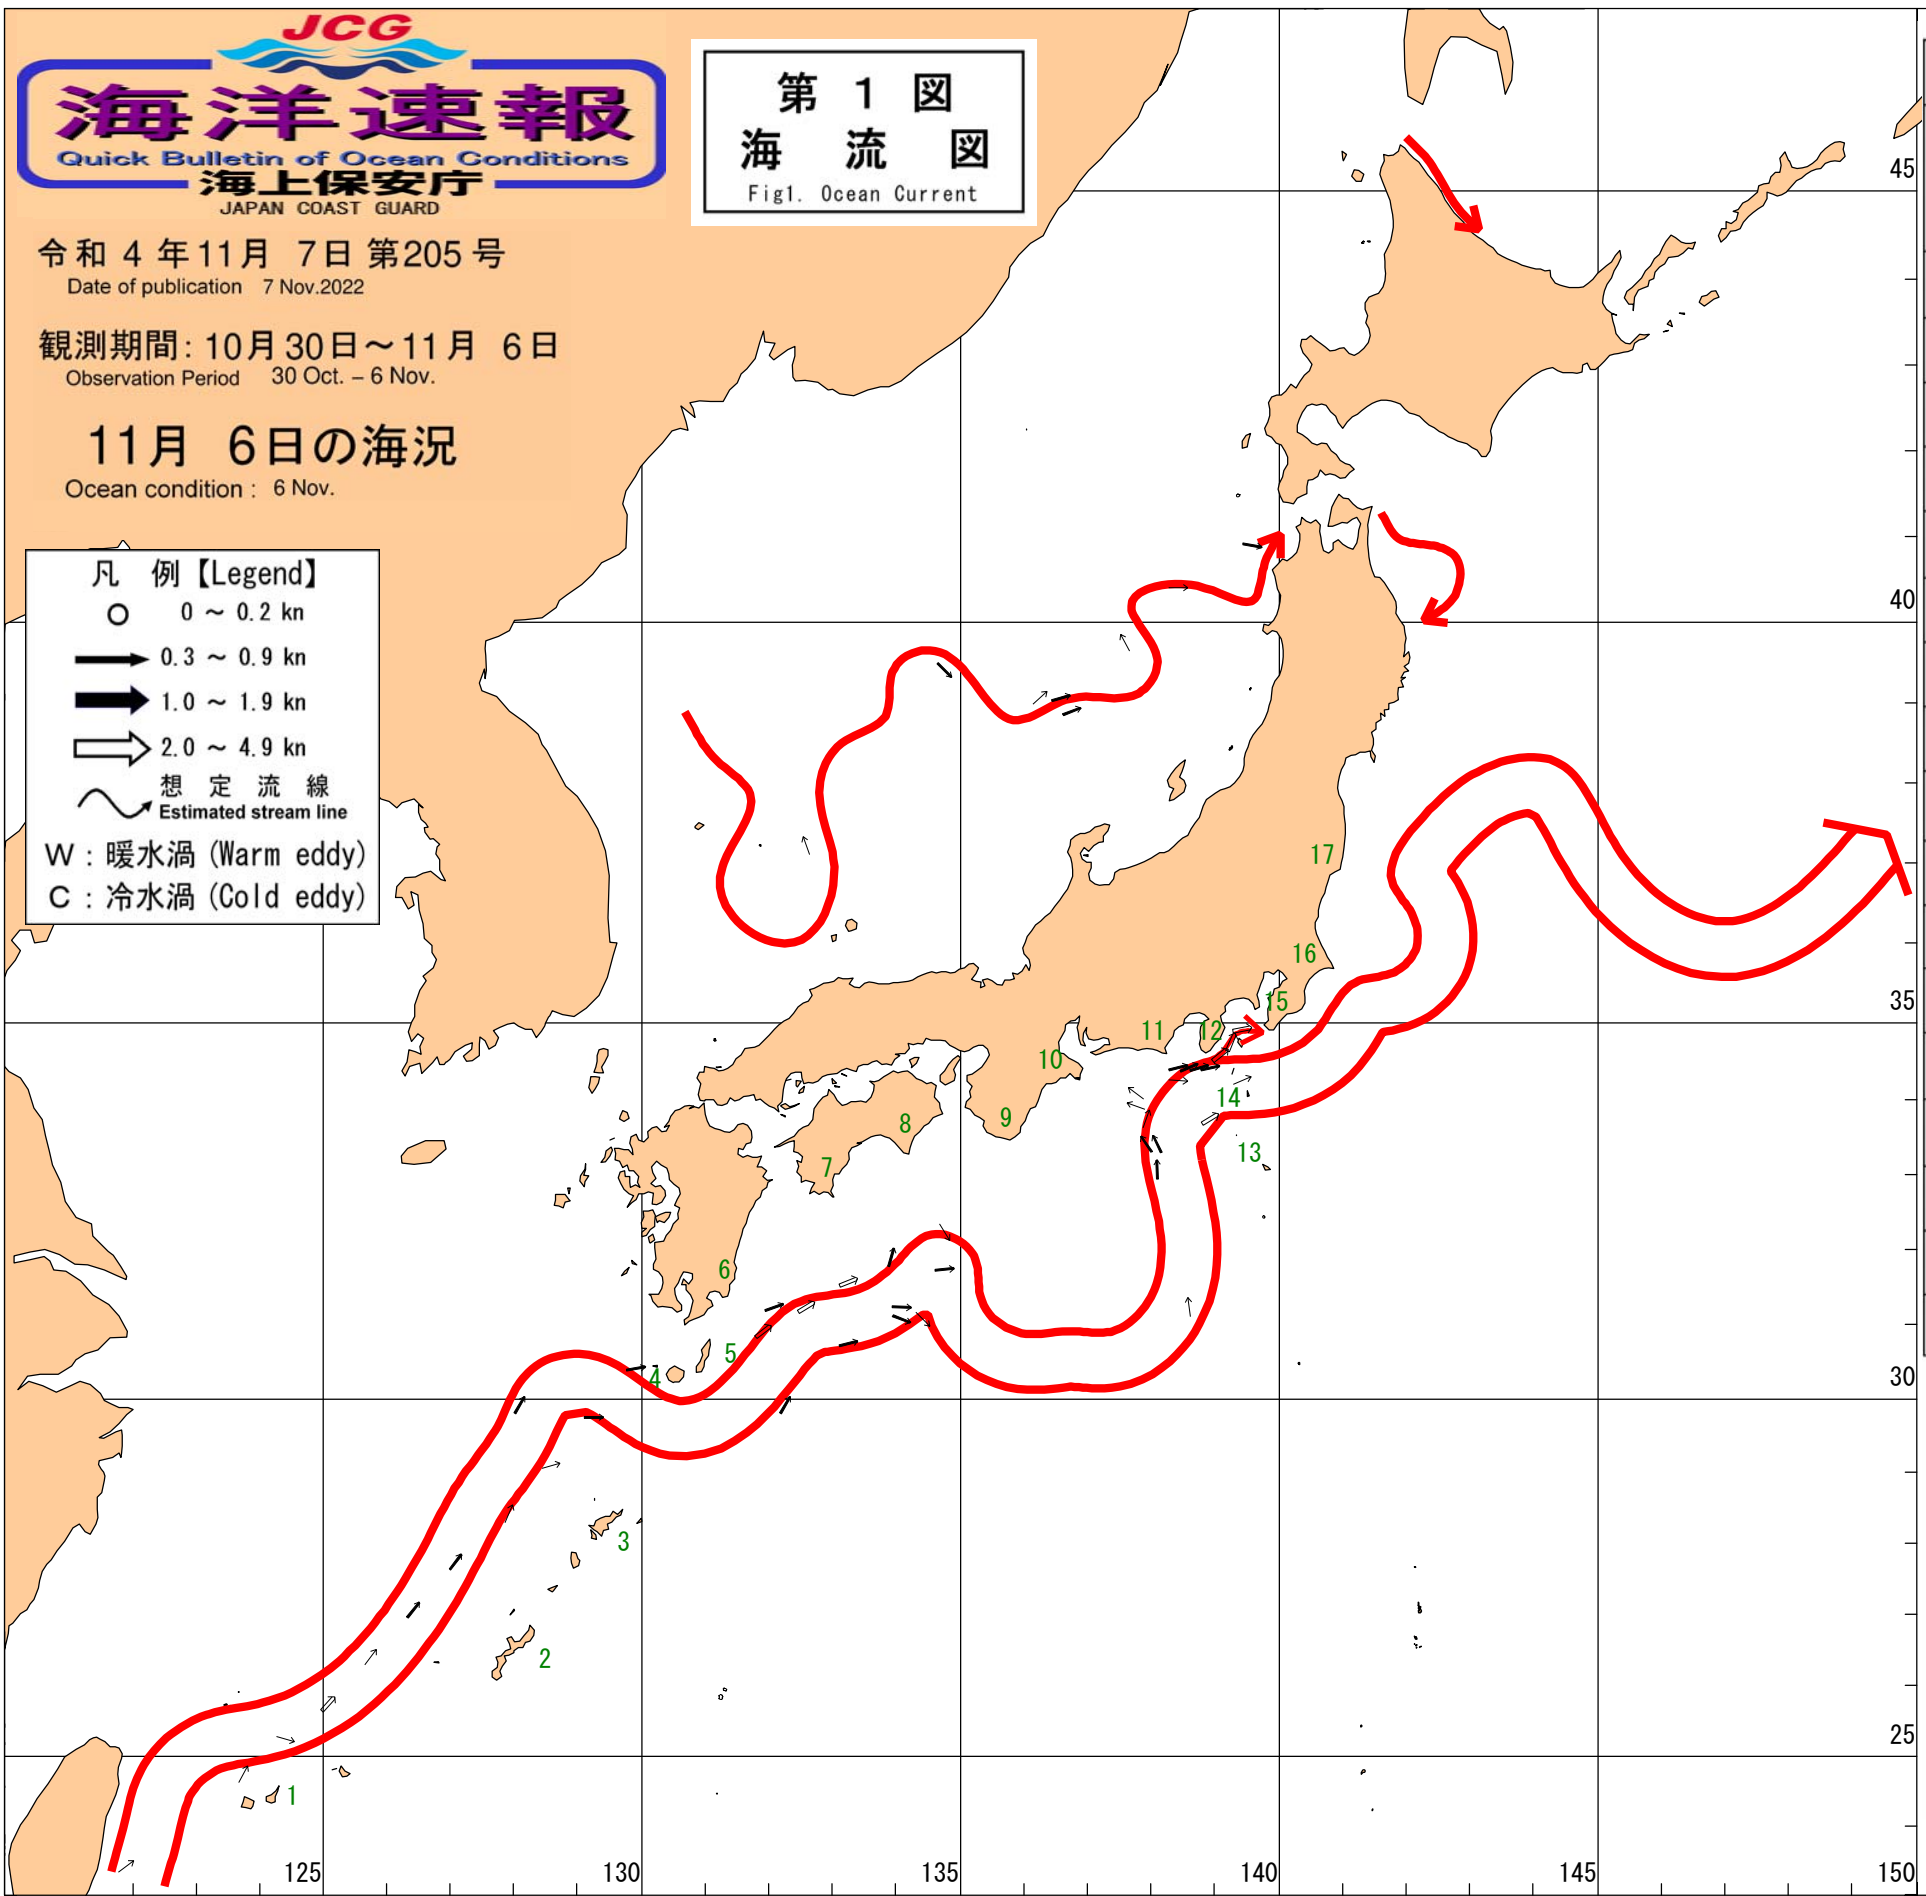 JCG
海洋速報
Quick Bulletin of Ocean Conditions
海上保安庁
JAPAN COAST GUARD
第 1 図
海 流 図
Fig1. Ocean Current
令和 4 年11月 7日 第205 号
Date of publication 7 Nov.2022
観測期間: 10月30日～11月 6日
Observation Period 30 Oct. – 6 Nov.
11月 6日の海況
Ocean condition : 6 Nov.
凡 例【Legend】
0 ～ 0.2 kn
0.3 ～ 0.9 kn
1.0 ～ 1.9 kn
2.0 ～ 4.9 kn
想 定 流 線
Estimated stream line
W : 暖水渦 (Warm eddy)
C : 冷水渦 (Cold eddy)
45
40
35
30
25
17
16
15
12
11
10
14
9
8
13
7
6
5
4
3
2
1
125
130
135
140
145
150